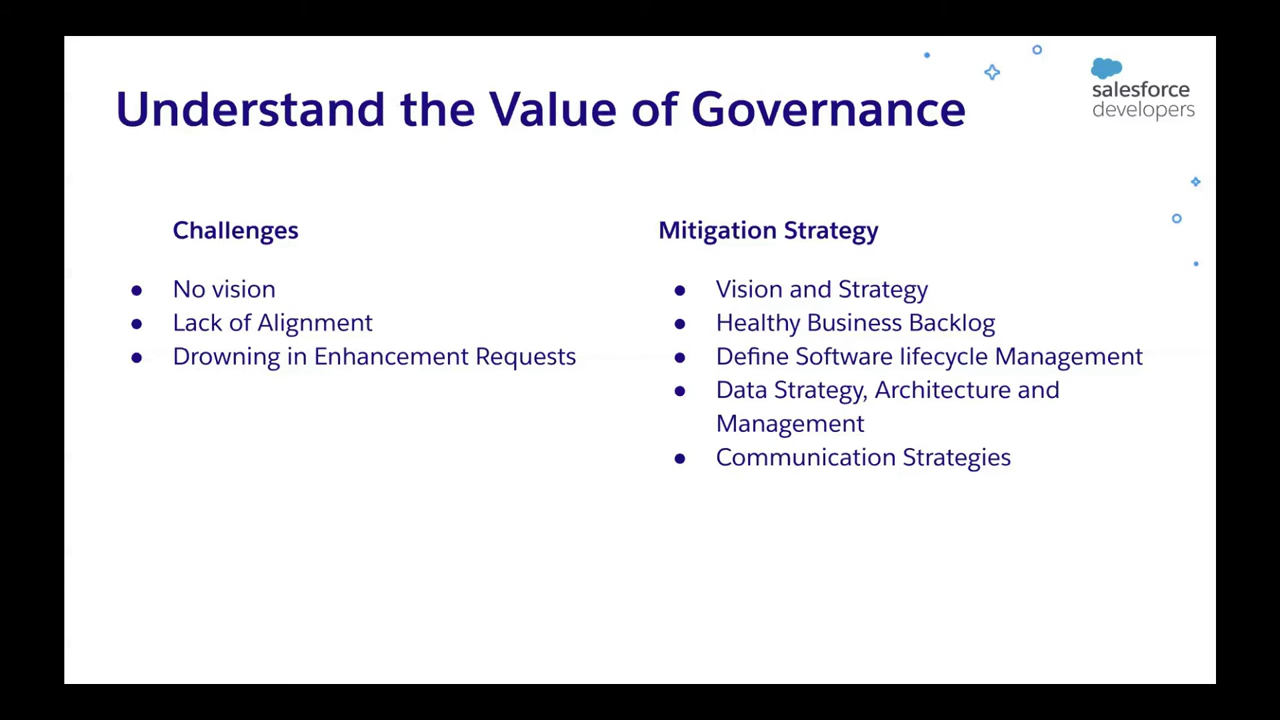 Understand the Value of Governance
salesforce
developers
Challenges
● No vision
● Lack of Alignment
● Drowning in Enhancement Requests
Mitigation Strategy
● Vision and Strategy
● Healthy Business Backlog
● Define Software lifecycle Management
● Data Strategy, Architecture and
Management
● Communication Strategies